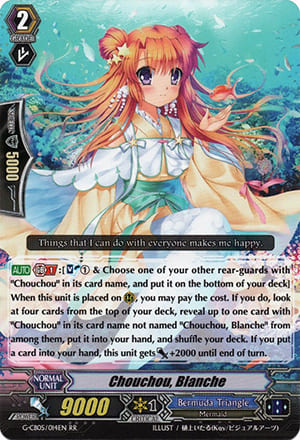 2
GRADE
5000
Things that I can do with everyone makes me happy.
AUTO GB1 :[① & Choose one of your other rear-guards with
"Chouchou" in its card name, and put it on the bottom of your deck]
When this unit is placed on , you may pay the cost. If you do, look
at four cards from the top of your deck, reveal up to one card with
"Chouchou" in its card name not named "Chouchou, Blanche" from
among them, put it into your hand, and shuffle your deck. If you put
a card into your hand, this unit gets +2000 until end of turn.
NORMAL
UNIT
Chouchou, Blanche
POWER
9000
1
CRITICAL
Bermuda Triangle
Mermaid
G-CB05/011EN RR
ILLUST / 樋上いたる(Key/ビジュアルアーツ)